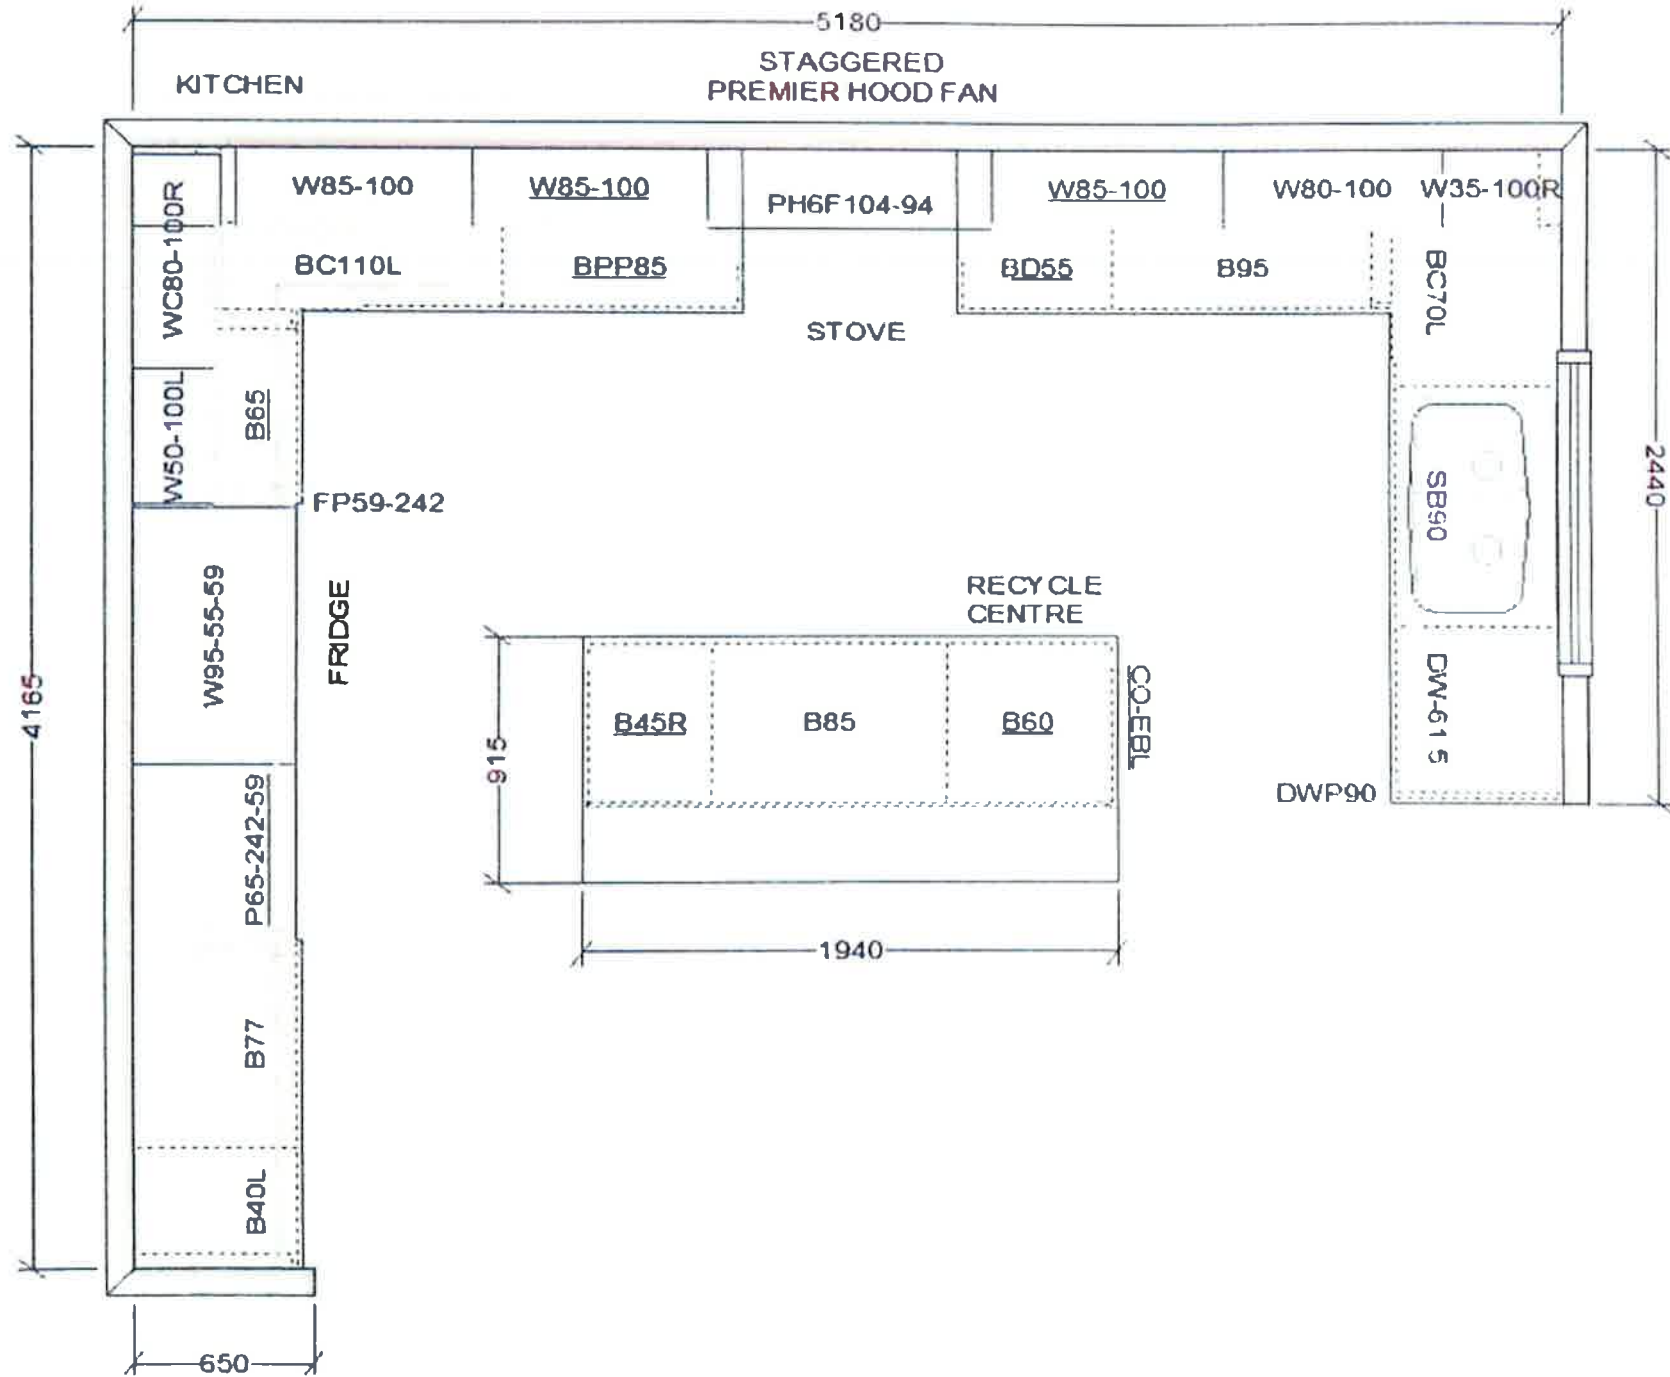 5180
KITCHEN
STAGGERED
PREMIER HOOD FAN
W85-100
W85-100
PH6F104-94
W85-100
W80-100
W35-100R
WC80-100R
BC110L
BPP85
BD55
B95
BC70L
STOVE
W50-100L
B65
FP59-242
SB90
2440
W95-55-59
FRIDGE
RECYCLE
CENTRE
4165
915
B45R
B85
B60
CO-EBL
DW-615
DWP90
P65-242-59
1940
B77
B40L
650